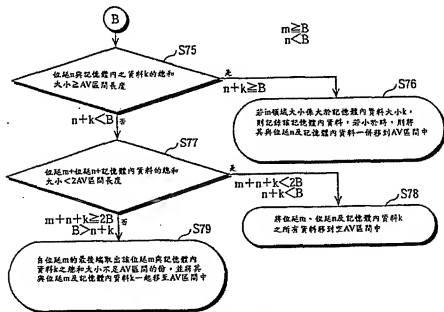 B
m≧B
n<B
S75
位延n與記憶體內之資料k的總和
大小≧AV區間長度
是
n+k≧B
S76
若in領域大小係大於記憶體內資料大小k,
則記錄該記憶體內資料,若小於時,則將
其與位延n及記憶體內資料一併移到AV區間中
n+k<B
否
S77
位延m+位延n+記憶體內資料的總和
大小<2AV區間長度
是
m+n+k<2B
n+k<B
S78
將位延m、位延n及記憶體內資料k
之所有資料移到空AV區間中
m+n+k≧2B
否
B>n+k
S79
自位延m的最後端取出該位延m與記憶體內
資料k之總和大小不足AV區間的份,並將其
與位延m及記憶體內資料k一起移至AV區間中